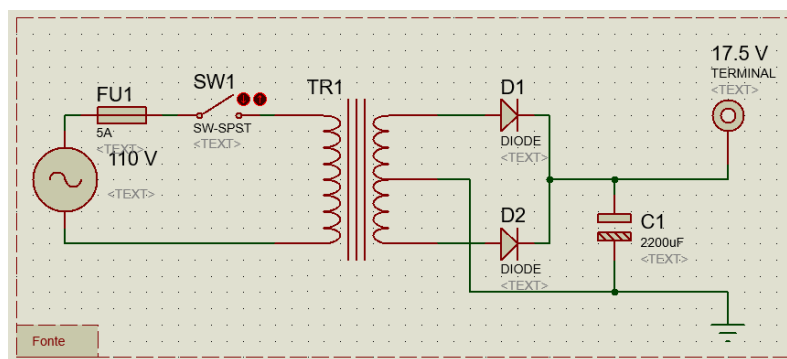 FU1
5A
<TEXT>
110 V
<TEXT>
SW1
SW-SPST
<TEXT>
TR1
D1
DIODE
<TEXT>
D2
DIODE
<TEXT>
17.5 V
TERMINAL
<TEXT>
C1
2200uF
<TEXT>
Fonte